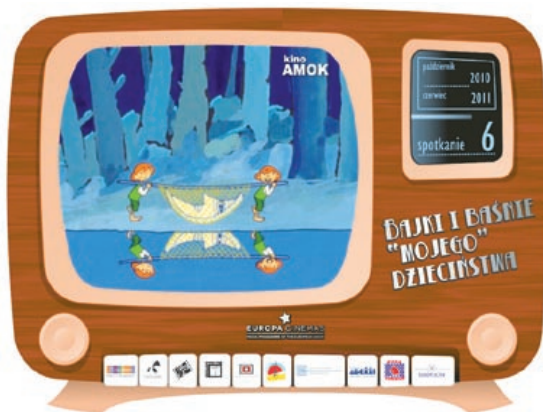 kino
AMOK
październik
2010
czerwiec
2011
spotkanie 6
BAJKI I BAŚNIE
"MOJEGO"
DZIECIŃSTWA
EUROPA CINEMAS